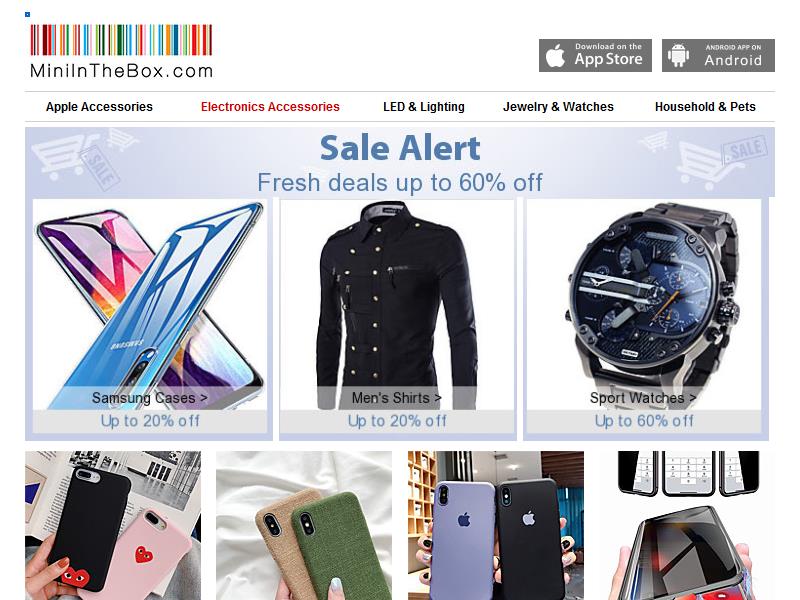 MiniInTheBox.com
Download on the
App Store
ANDROID APP ON
Android
Apple Accessories
Electronics Accessories
LED & Lighting
Jewelry & Watches
Household & Pets
SALE
Sale Alert
SALE
Fresh deals up to 60% off
SAMSUNG
Samsung Cases >
Up to 20% off
Men's Shirts >
Up to 20% off
Sport Watches >
Up to 60% off